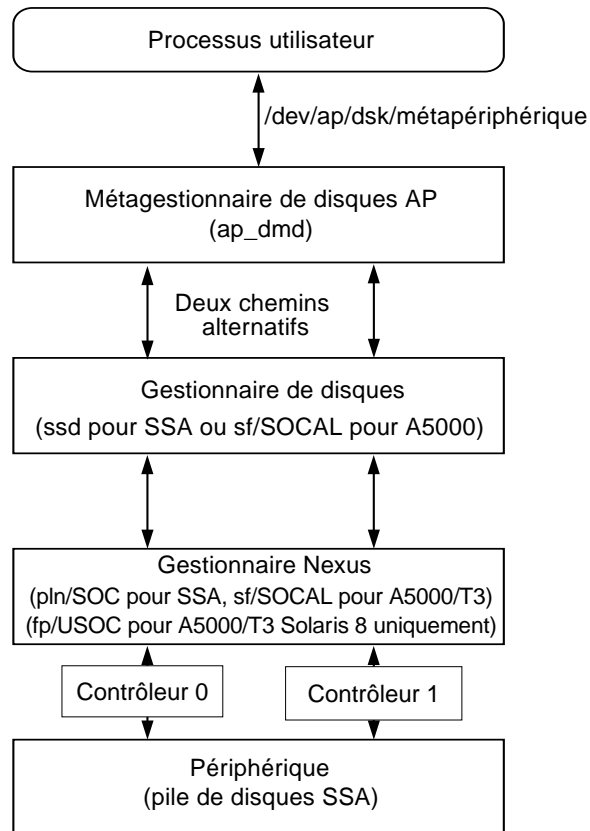 Processus utilisateur
/dev/ap/dsk/métapériphérique
Métagestionnaire de disques AP
(ap_dmd)
Deux chemins
alternatifs
Gestionnaire de disques
(ssd pour SSA ou sf/SOCAL pour A5000)
Gestionnaire Nexus
(pln/SOC pour SSA, sf/SOCAL pour A5000/T3)
(fp/USOC pour A5000/T3 Solaris 8 uniquement)
Contrôleur 0
Contrôleur 1
Périphérique
(pile de disques SSA)